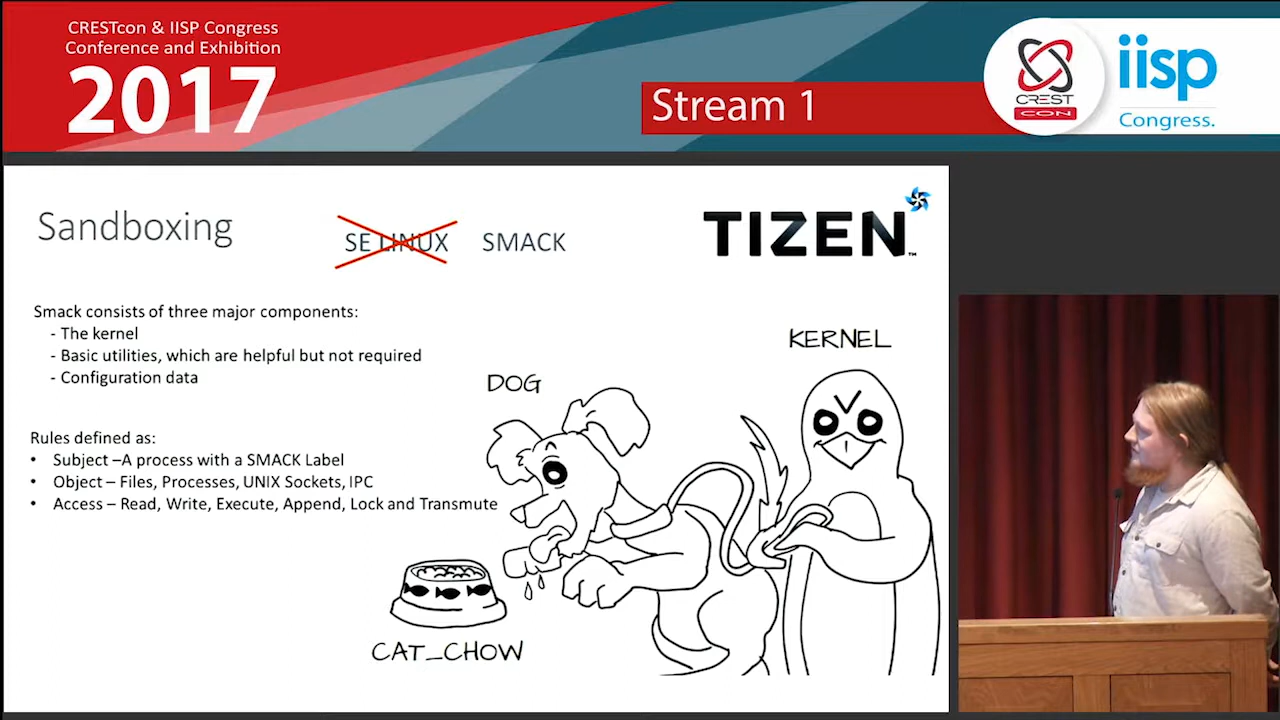 CRESTcon & IISP Congress
Conference and Exhibition
2017
Stream 1
CREST
CON
iisp
Congress.
Sandboxing
SE LINUX
SMACK
TIZEN™
Smack consists of three major components:
- The kernel
- Basic utilities, which are helpful but not required
- Configuration data
KERNEL
DOG
Rules defined as:
• Subject –A process with a SMACK Label
• Object – Files, Processes, UNIX Sockets, IPC
• Access – Read, Write, Execute, Append, Lock and Transmute
CAT_CHOW